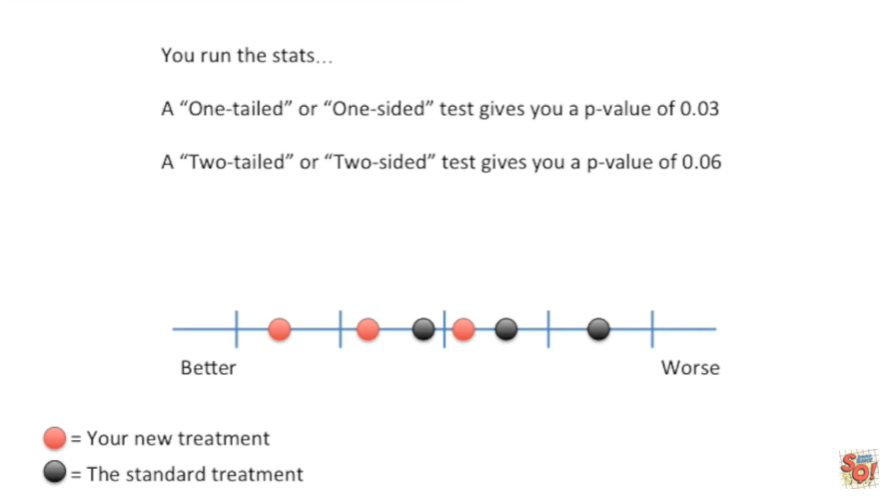 You run the stats…
A “One-tailed” or “One-sided” test gives you a p-value of 0.03
A “Two-tailed” or “Two-sided” test gives you a p-value of 0.06
Better
Worse
= Your new treatment
= The standard treatment
SO!